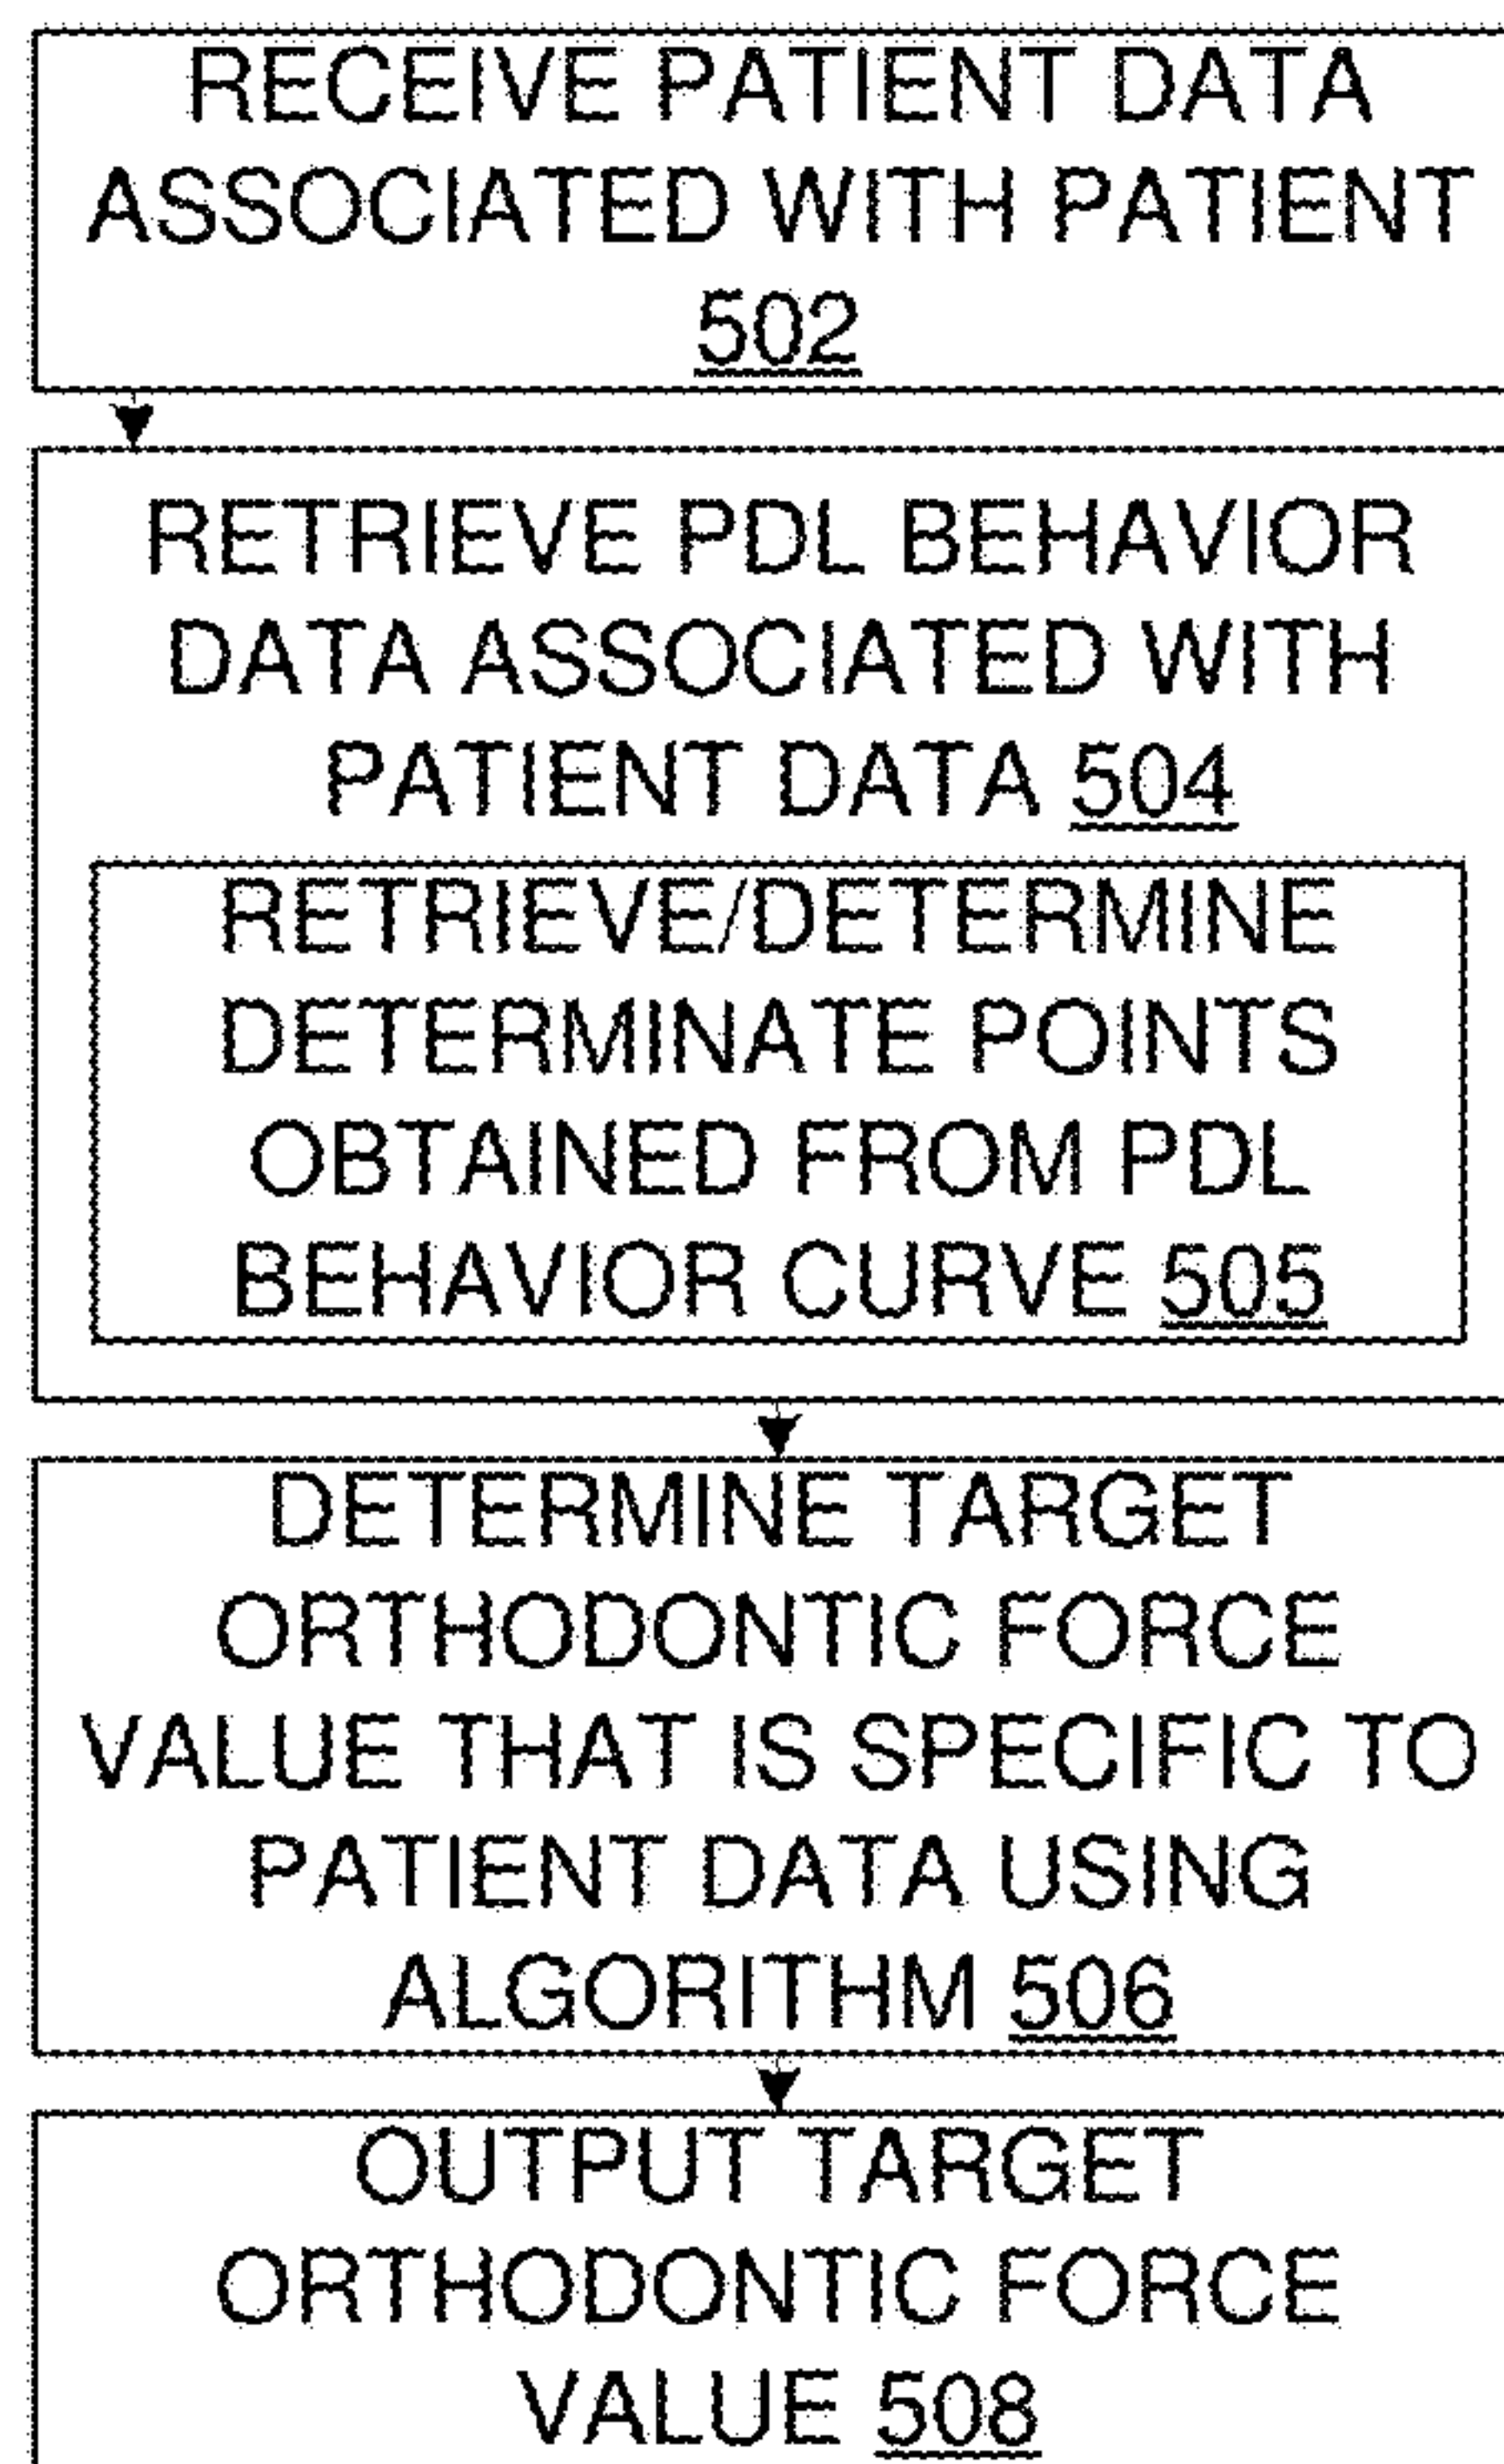 RECEIVE PATIENT DATA
ASSOCIATED WITH PATIENT
502
RETRIEVE PDL BEHAVIOR
DATA ASSOCIATED WITH
PATIENT DATA 504
RETRIEVE/DETERMINE
DETERMINATE POINTS
OBTAINED FROM PDL
BEHAVIOR CURVE 505
DETERMINE TARGET
ORTHODONTIC FORCE
VALUE THAT IS SPECIFIC TO
PATIENT DATA USING
ALGORITHM 506
OUTPUT TARGET
ORTHODONTIC FORCE
VALUE 508